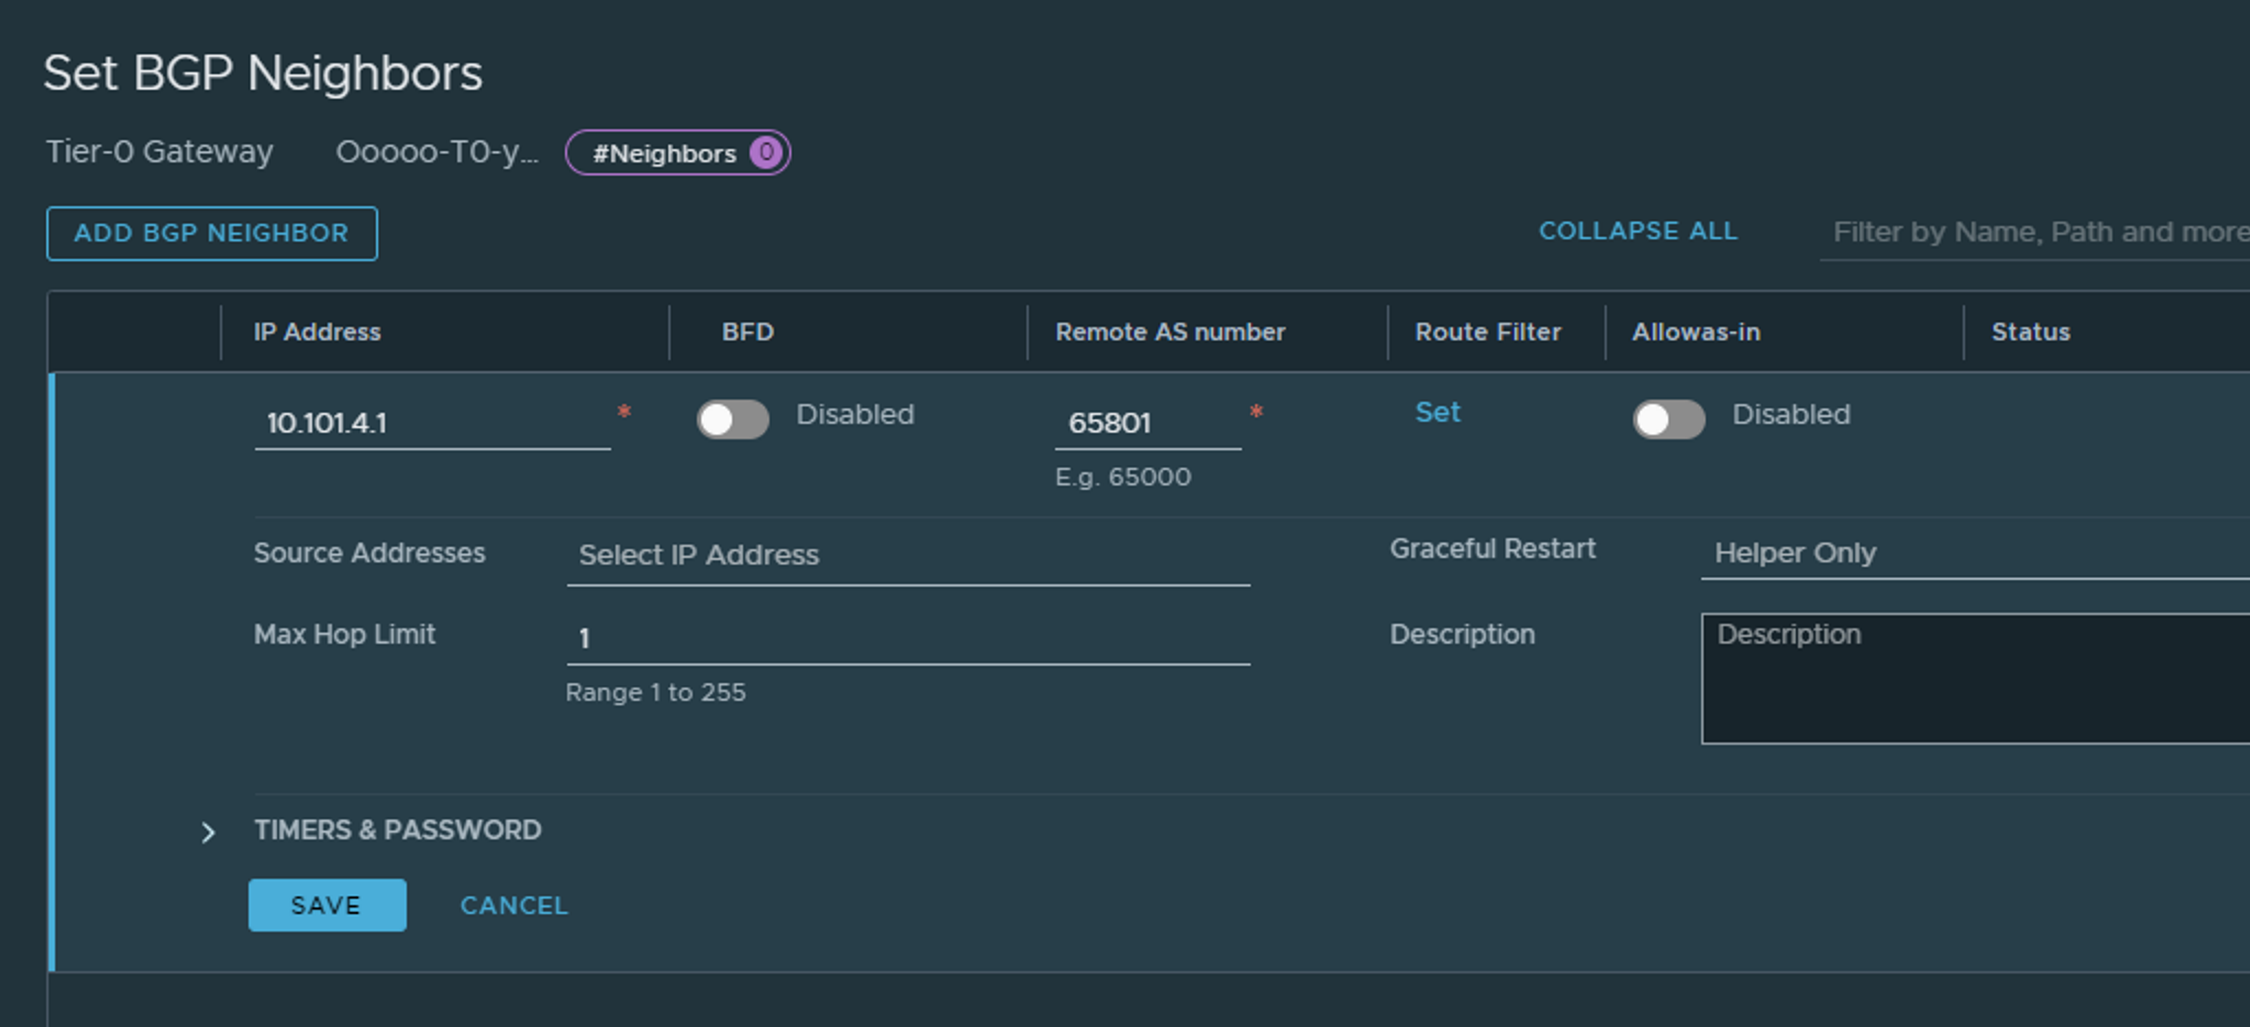 Set BGP Neighbors
Tier-0 Gateway Ooooo-T0-y... #Neighbors 0
ADD BGP NEIGHBOR COLLAPSE ALL Filter by Name, Path and more
IP Address BFD Remote AS number Route Filter Allowas-in Status
10.101.4.1 * Disabled 65801 * Set Disabled
E.g. 65000
Source Addresses Select IP Address Graceful Restart Helper Only
Max Hop Limit 1 Description Description
Range 1 to 255
TIMERS & PASSWORD
SAVE CANCEL